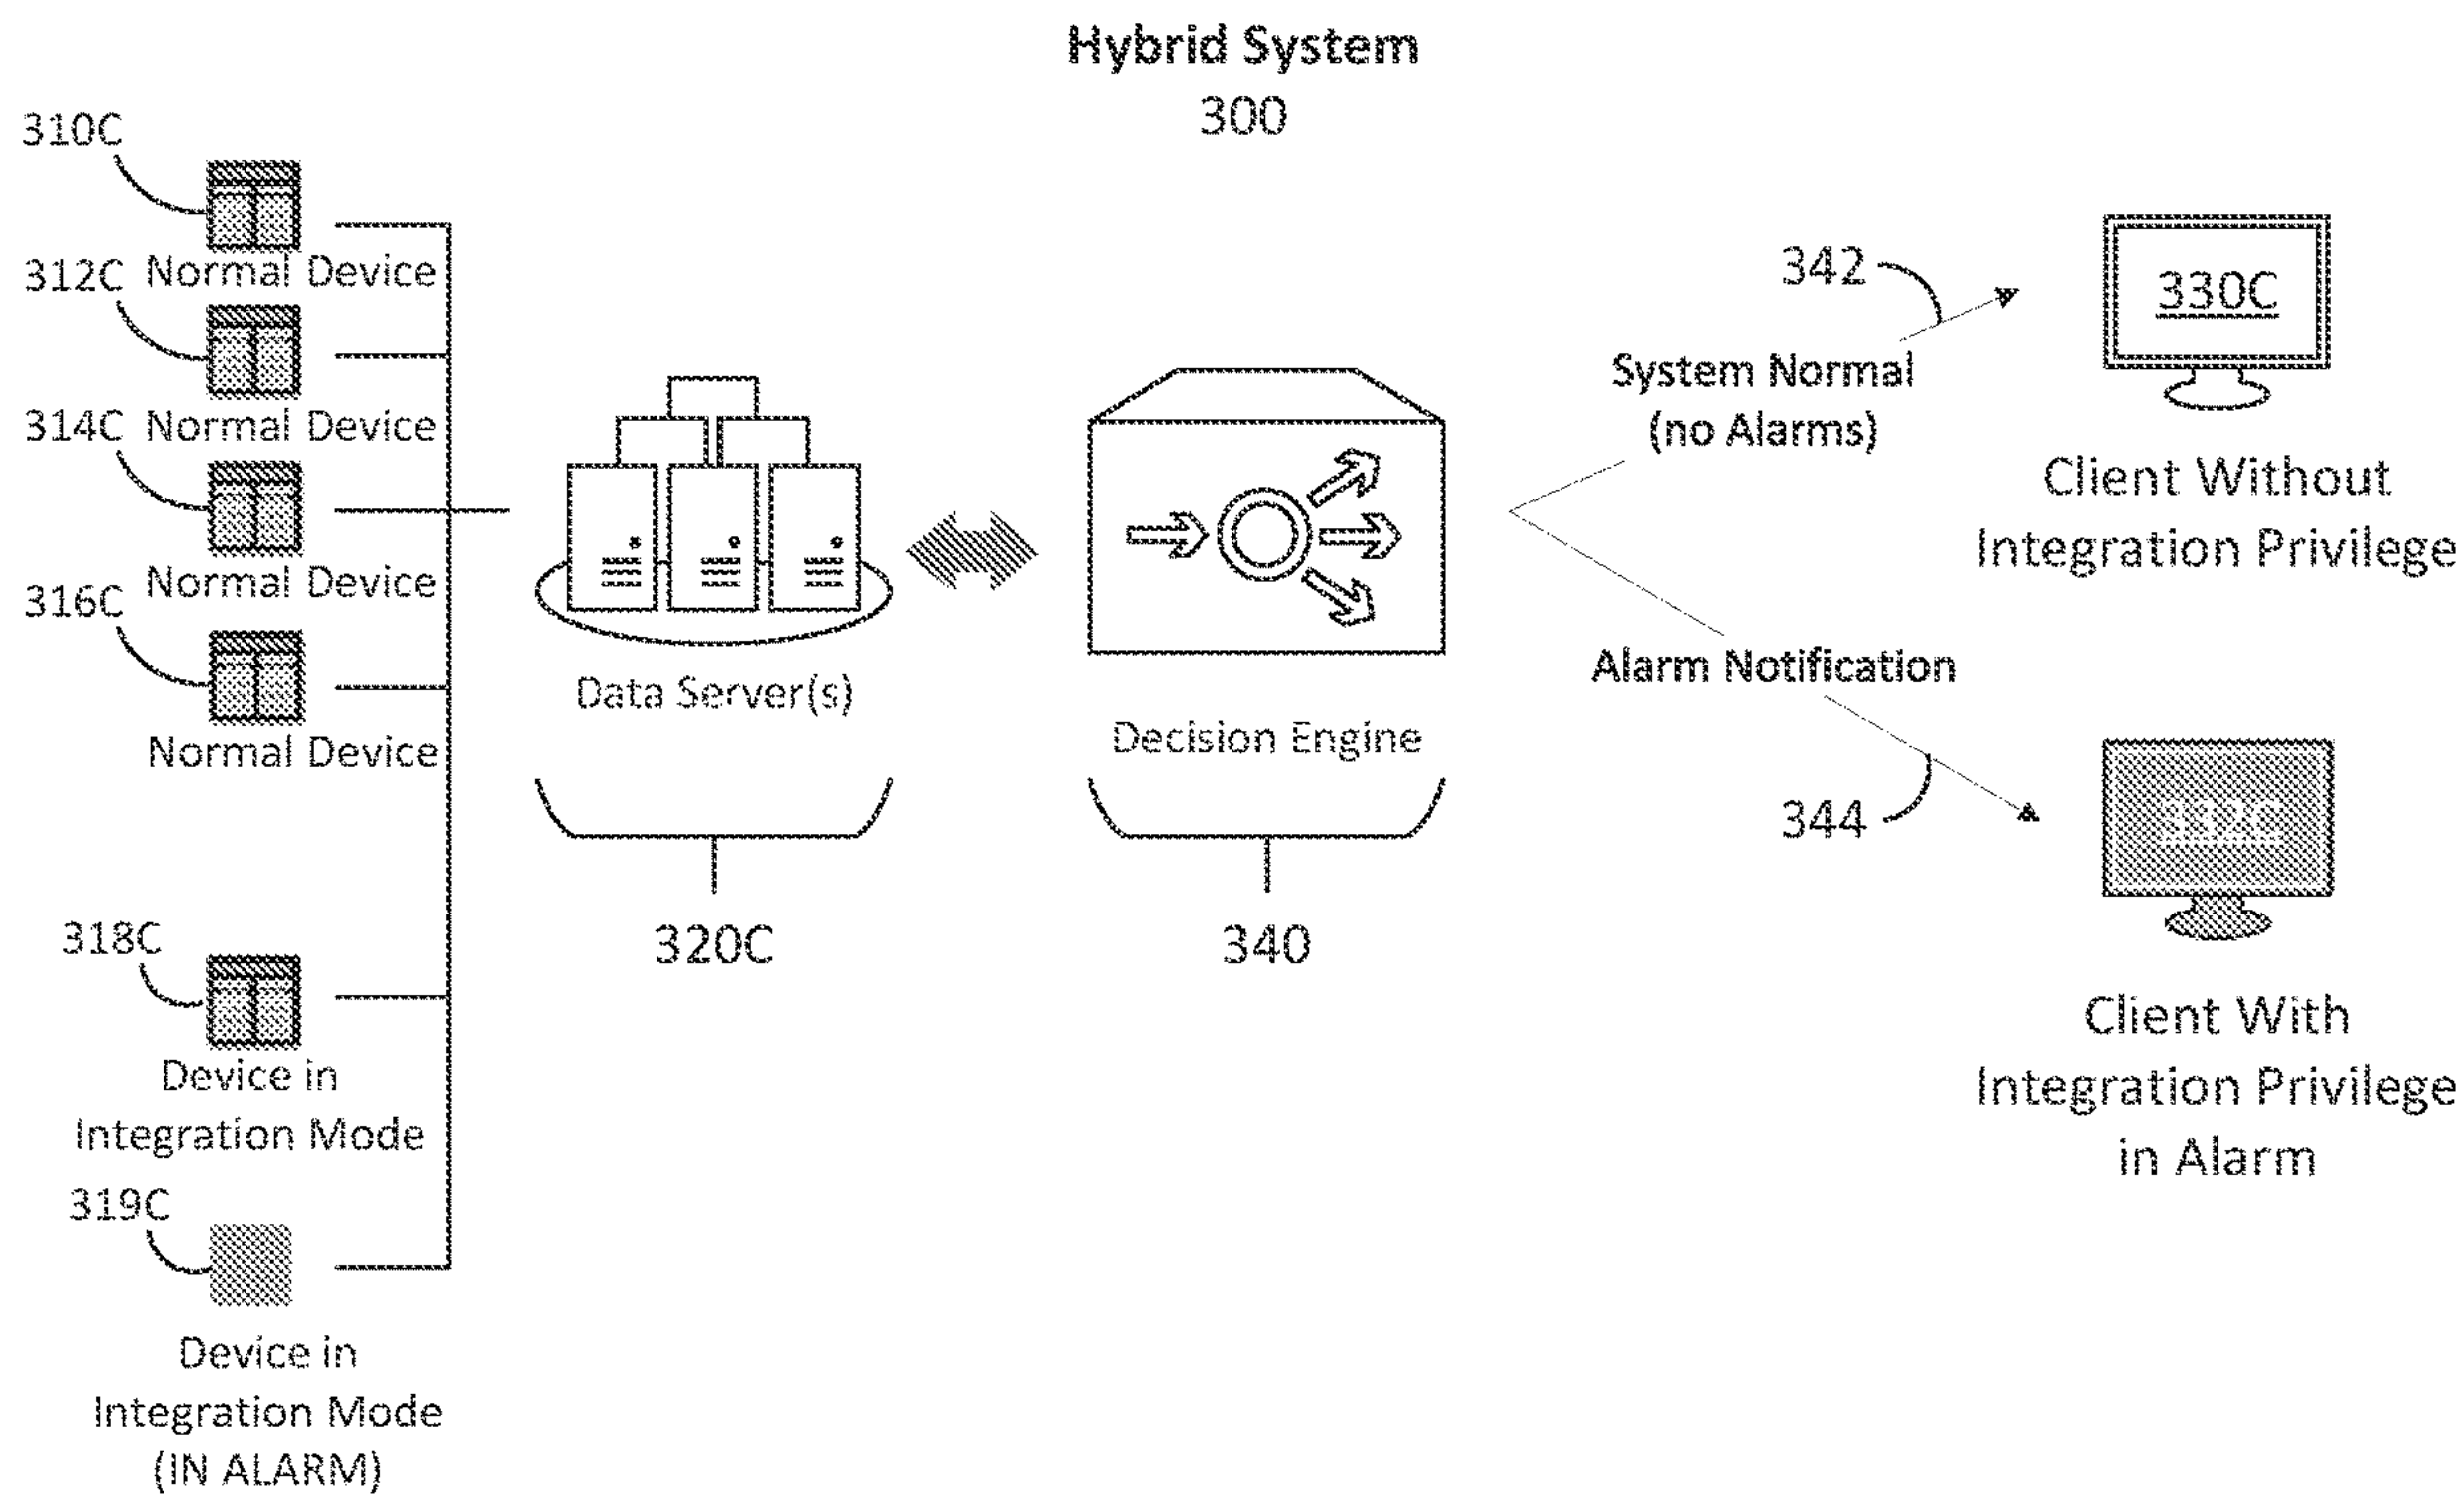 Hybrid System
300
310C
Normal Device
312C
Normal Device
314C
Normal Device
316C
Normal Device
318C
Device in
Integration Mode
319C
Device in
Integration Mode
(IN ALARM)
Data Server(s)
320C
Decision Engine
340
342
System Normal
(no Alarms)
Alarm Notification
344
330C
Client Without
Integration Privilege
332C
Client With
Integration Privilege
in Alarm